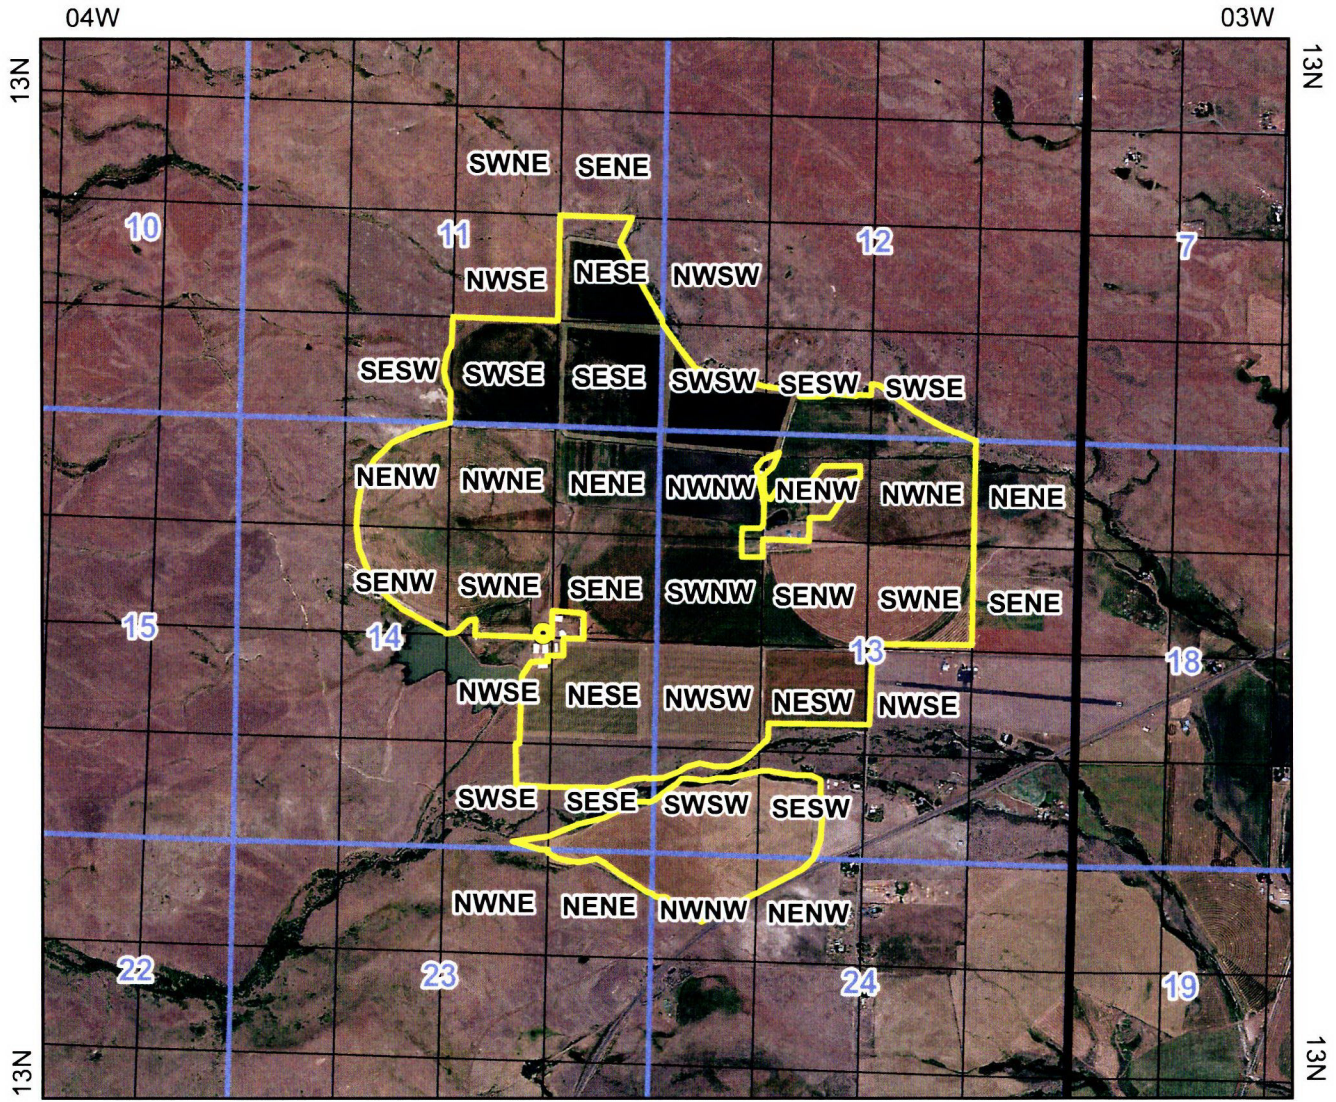 04W 03W
13N 13N
SWNE SENE
10 11 12 7
NWSE NESE NWSW
SESW SWSE SESE SWSW SESW SWSE
NENW NWNE NENE NWNW NENW NWNE NENE
SENW SWNE SENE SWNW SENW SWNE SENE
15 14 13 18
NWSE NESE NWSW NESW NWSE
SWSE SESE SWSW SESW
NWNE NENE NWNW NENW
22 23 24 19
13N 13N